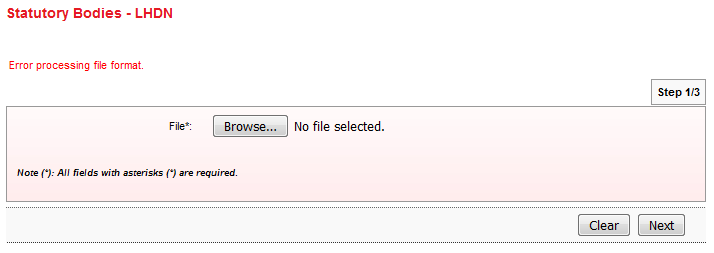 Statutory Bodies - LHDN
Error processing file format.
Step 1/3
File*: Browse... No file selected.
Note (*): All fields with asterisks (*) are required.
Clear Next